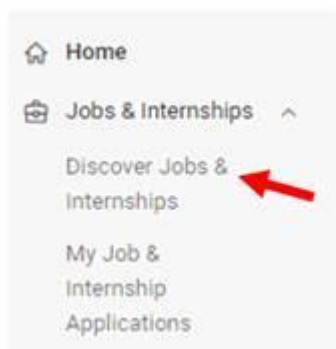 Home
Jobs & Internships
Discover Jobs &
Internships
My Job &
Internship
Applications